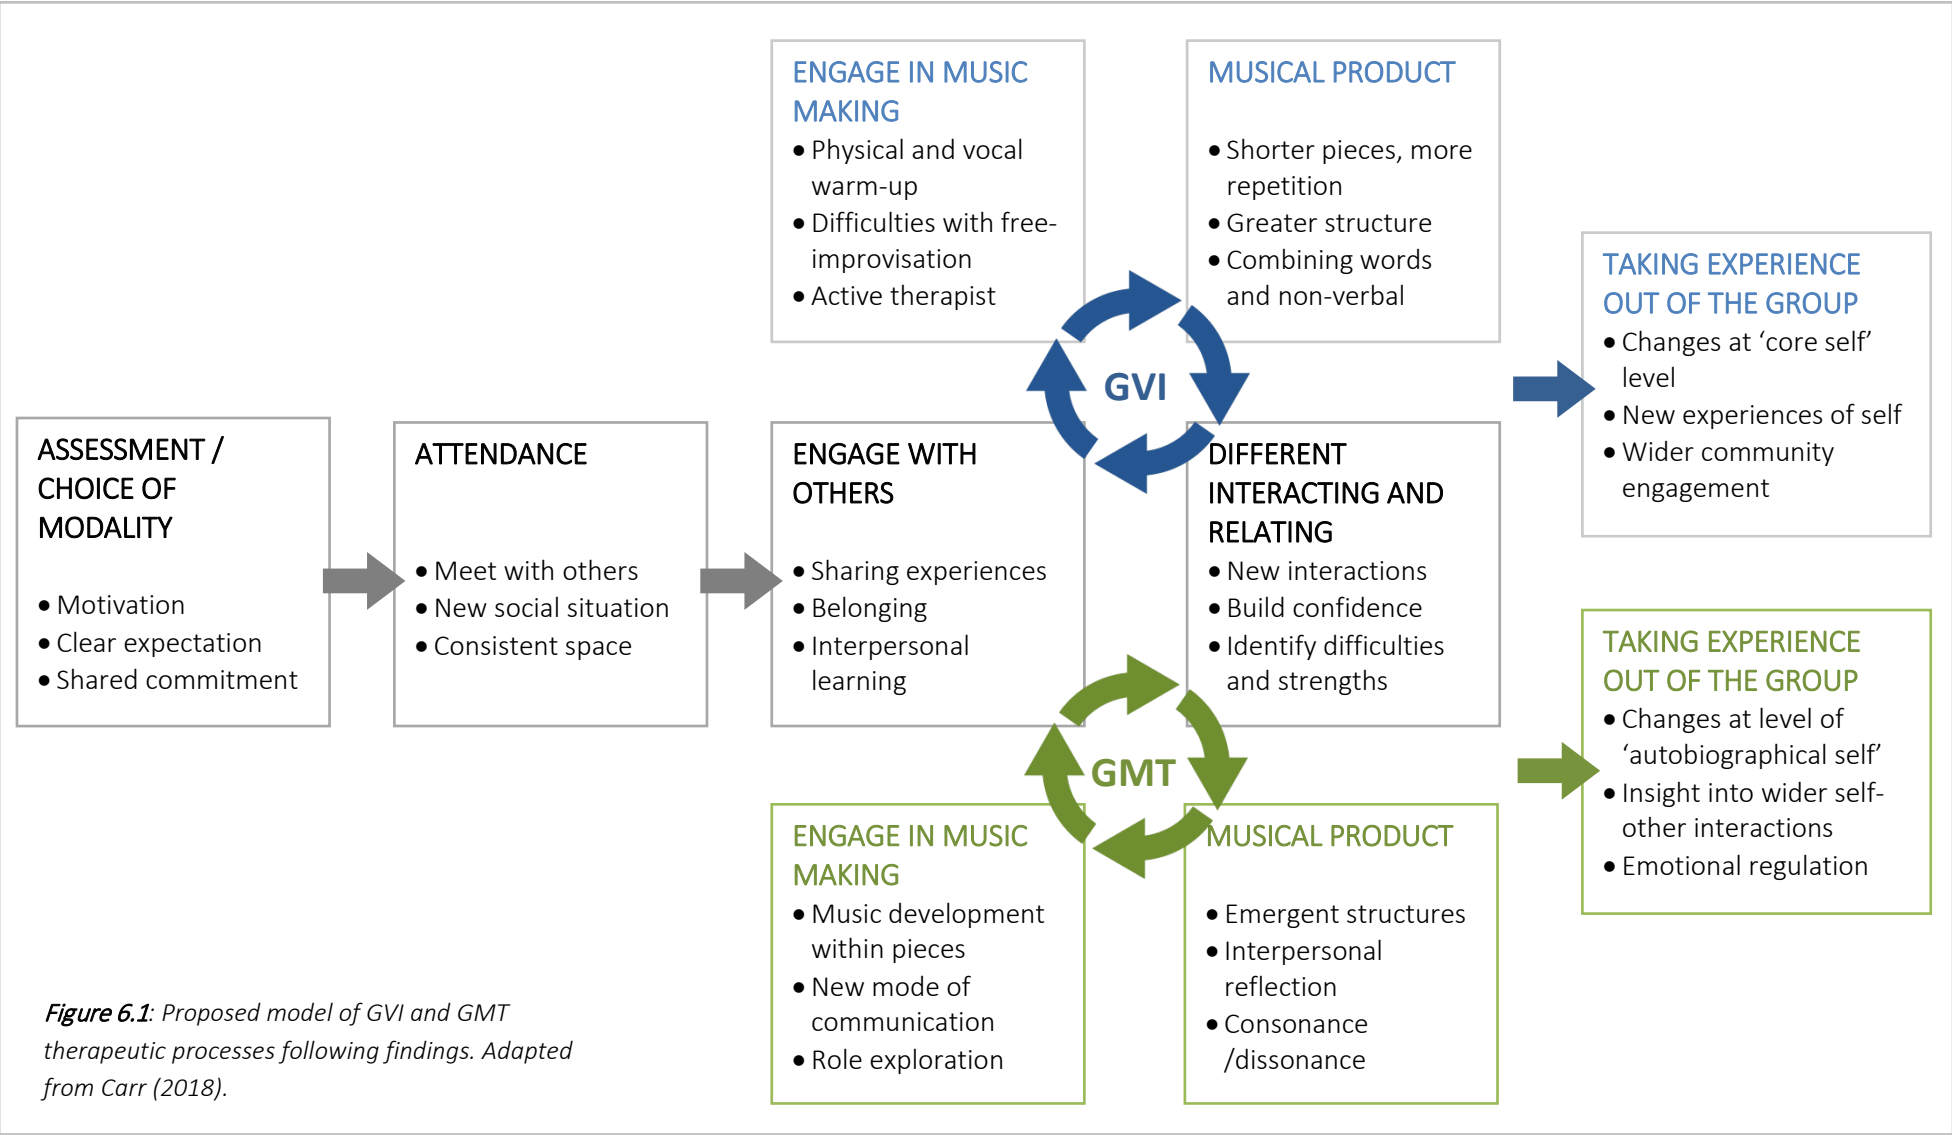 ENGAGE IN MUSIC
MAKING
• Physical and vocal
warm-up
• Difficulties with free-
improvisation
• Active therapist
MUSICAL PRODUCT
• Shorter pieces, more
repetition
• Greater structure
• Combining words
and non-verbal
GVI
TAKING EXPERIENCE
OUT OF THE GROUP
• Changes at ‘core self’
level
• New experiences of self
• Wider community
engagement
ASSESSMENT /
CHOICE OF
MODALITY
• Motivation
• Clear expectation
• Shared commitment
ATTENDANCE
• Meet with others
• New social situation
• Consistent space
ENGAGE WITH
OTHERS
• Sharing experiences
• Belonging
• Interpersonal
learning
DIFFERENT
INTERACTING AND
RELATING
• New interactions
• Build confidence
• Identify difficulties
and strengths
GMT
TAKING EXPERIENCE
OUT OF THE GROUP
• Changes at level of
‘autobiographical self’
• Insight into wider self-
other interactions
• Emotional regulation
ENGAGE IN MUSIC
MAKING
• Music development
within pieces
• New mode of
communication
• Role exploration
MUSICAL PRODUCT
• Emergent structures
• Interpersonal
reflection
• Consonance
/dissonance
Figure 6.1: Proposed model of GVI and GMT
therapeutic processes following findings. Adapted
from Carr (2018).